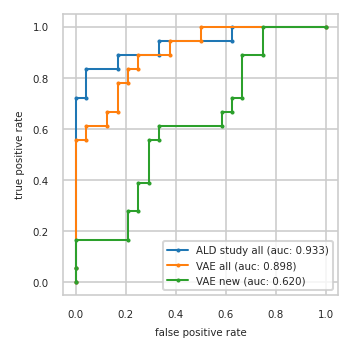 1.0
0.8
0.6
0.4
0.2
0.0
true positive rate
ALD study all (auc: 0.933)
VAE all (auc: 0.898)
VAE new (auc: 0.620)
0.0 0.2 0.4 0.6 0.8 1.0
false positive rate